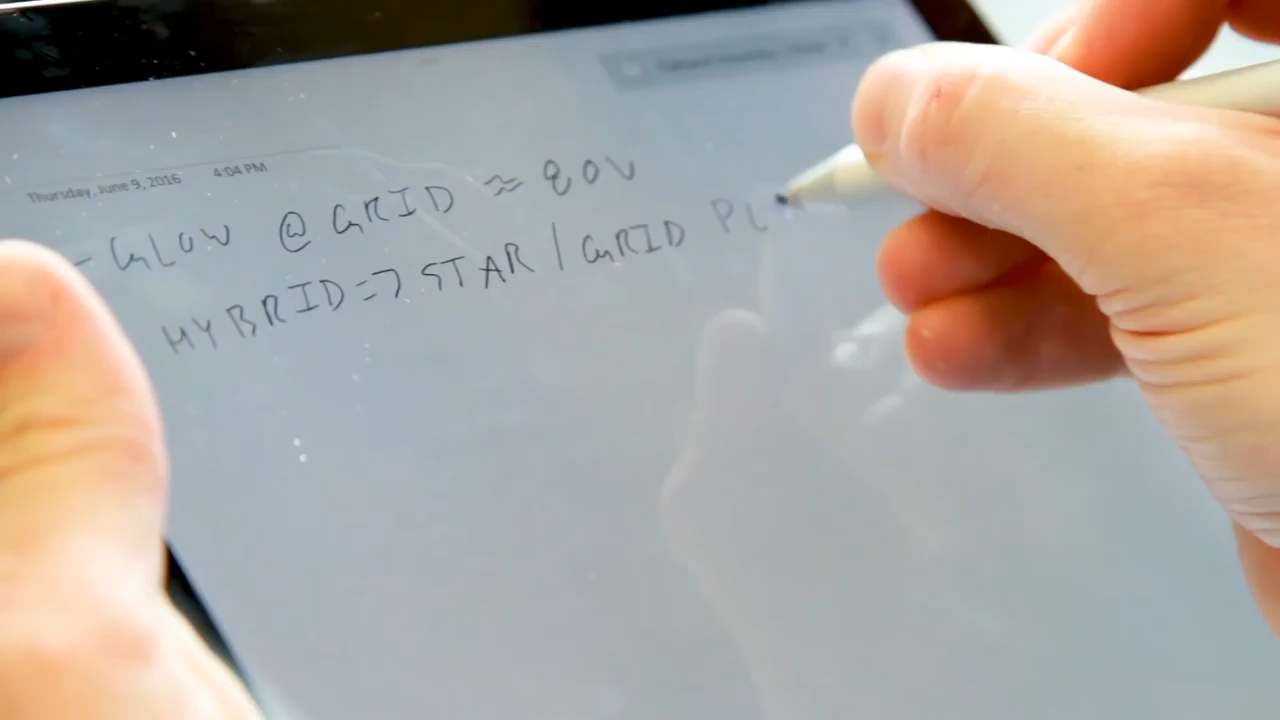 Thursday, June 9, 2016 4:04 PM
- GLOW @ GRID ≈ 80V
HYBRID => STAR / GRID PL